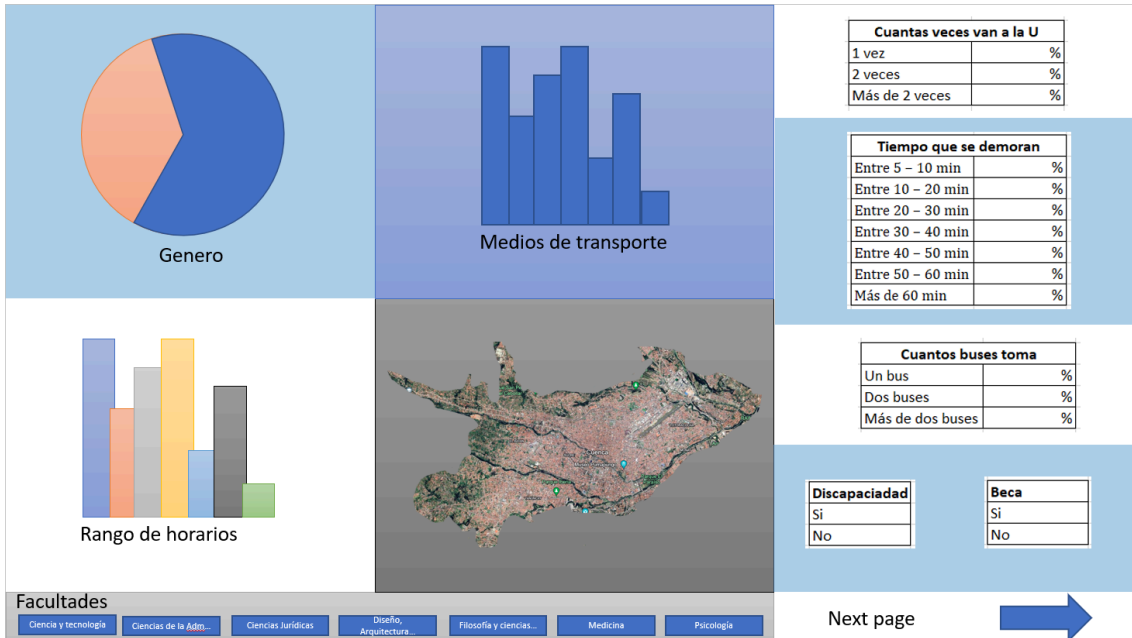 Genero
Medios de transporte
Cuantas veces van a la U
1 vez %
2 veces %
Más de 2 veces %
Tiempo que se demoran
Entre 5 – 10 min %
Entre 10 – 20 min %
Entre 20 – 30 min %
Entre 30 – 40 min %
Entre 40 – 50 min %
Entre 50 – 60 min %
Más de 60 min %
Rango de horarios
Cuenca
Cuantos buses toma
Un bus %
Dos buses %
Más de dos buses %
Discapaciadad
Si
No
Beca
Si
No
Facultades
Ciencia y tecnología
Ciencias de la Adm...
Ciencias Jurídicas
Diseño,
Arquitectura...
Filosofía y ciencias...
Medicina
Psicología
Next page